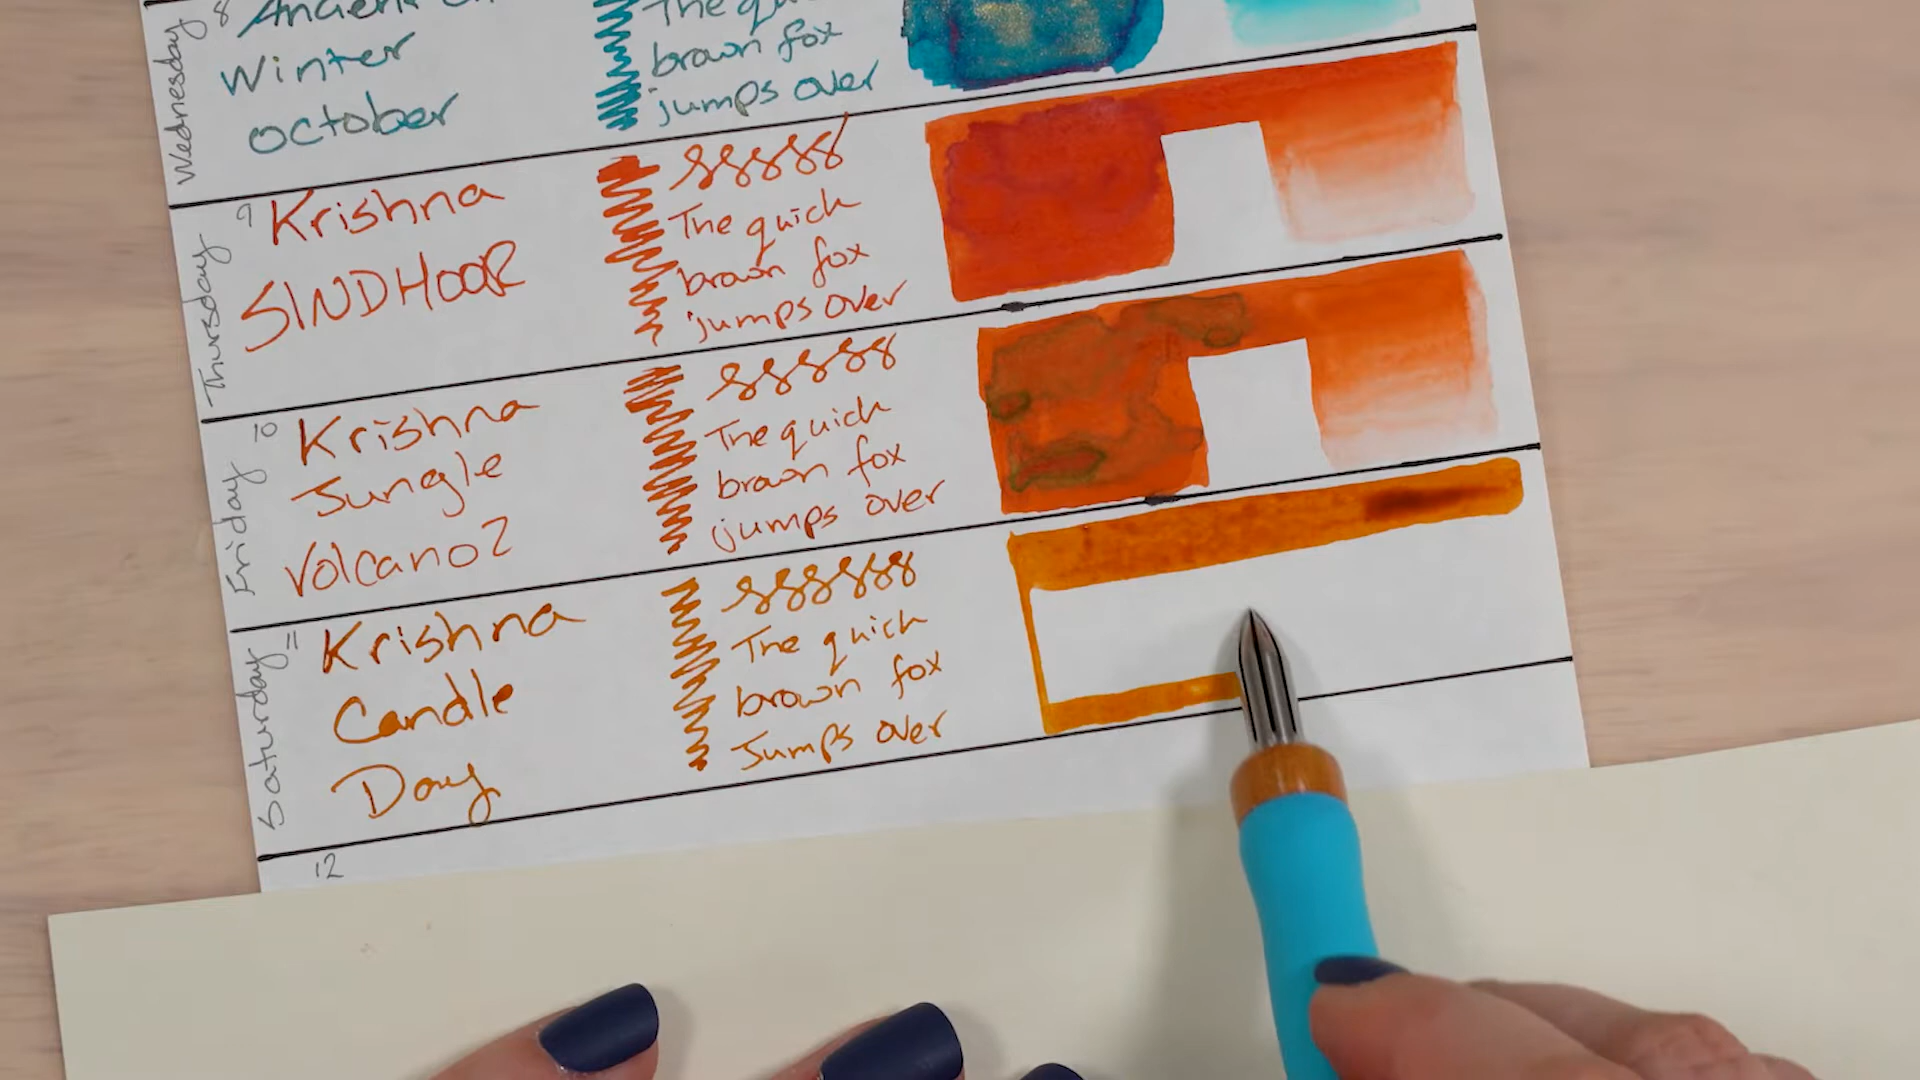 Wednesday
8
Ancient
Winter
October
The quick
brown fox
jumps over
Thursday
9
Krishna
SINDHOOR
The quick
brown fox
jumps over
Friday
10
Krishna
Jungle
Volcano2
The quick
brown fox
jumps over
Saturday
11
Krishna
Candle
Day
The quick
brown fox
Jumps over
12